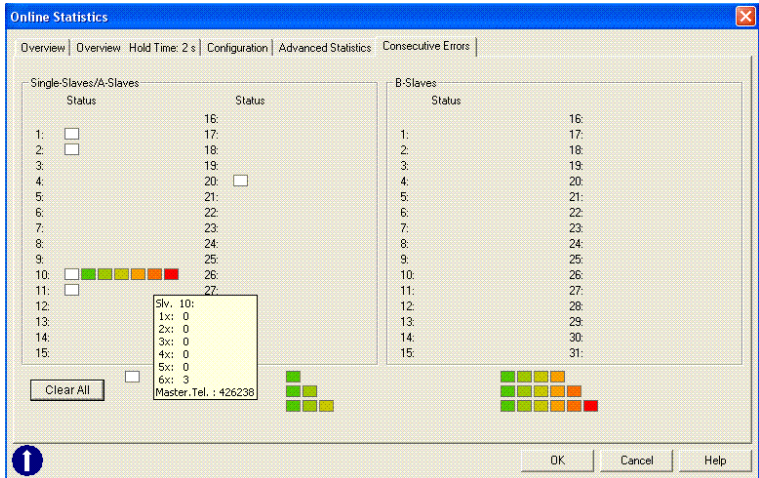 Online Statistics
Overview Overview Hold Time: 2 s Configuration Advanced Statistics Consecutive Errors
Single-Slaves/A-Slaves
Status Status
16:
1: 17:
2: 18:
3: 19:
4: 20:
5: 21:
6: 22:
7: 23:
8: 24:
9: 25:
10: 26:
11: 27:
12:
13:
14:
15:
Slv. 10:
1x: 0
2x: 0
3x: 0
4x: 0
5x: 0
6x: 3
Master.Tel. : 426238
B-Slaves
Status
16:
1: 17:
2: 18:
3: 19:
4: 20:
5: 21:
6: 22:
7: 23:
8: 24:
9: 25:
10: 26:
11: 27:
12: 28:
13: 29:
14: 30:
15: 31:
Clear All
OK Cancel Help